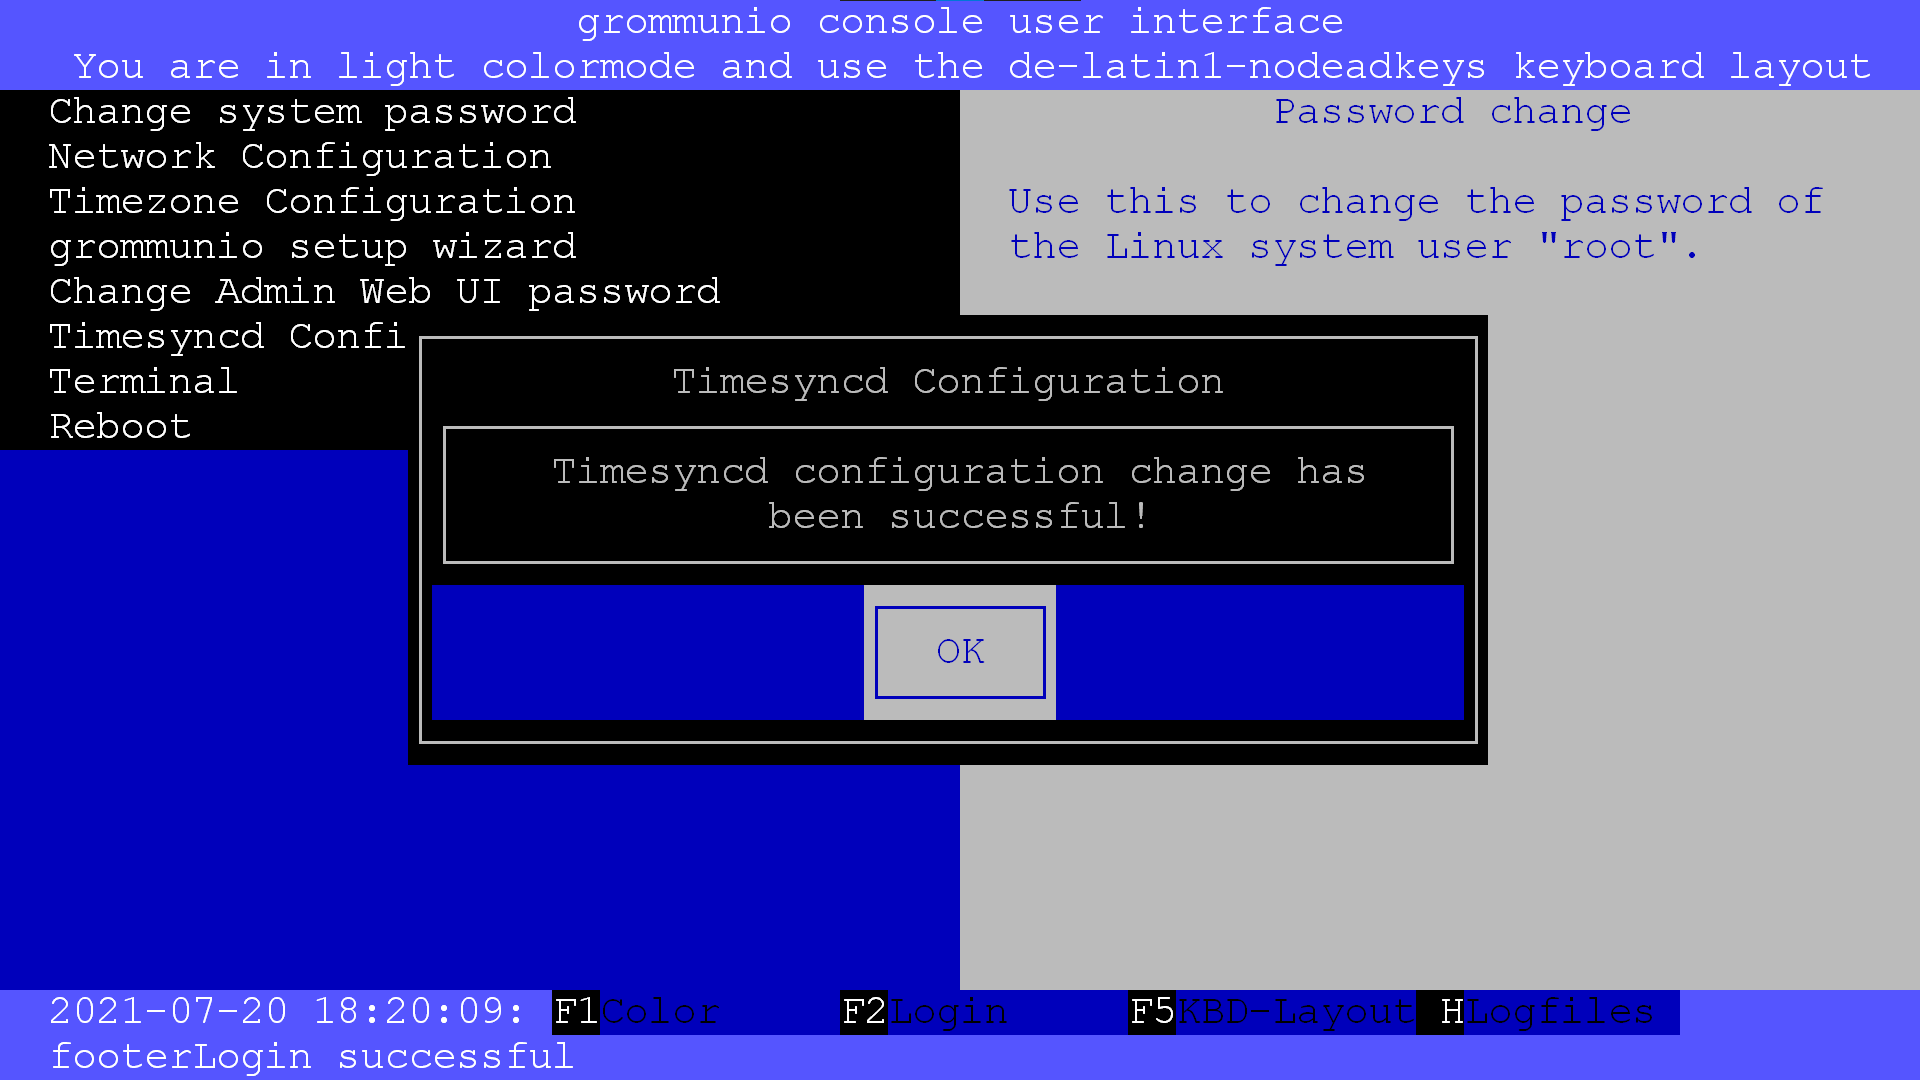 grommunio console user interface
You are in light colormode and use the de-latin1-nodeadkeys keyboard layout
Change system password
Network Configuration
Timezone Configuration
grommunio setup wizard
Change Admin Web UI password
Timesyncd Confi
Terminal
Reboot
Password change
Use this to change the password of
the Linux system user "root".
Timesyncd Configuration
Timesyncd configuration change has
been successful!
OK
2021-07-20 18:20:09: F1Color F2Login F5KBD-Layout HLogfiles
footerLogin successful